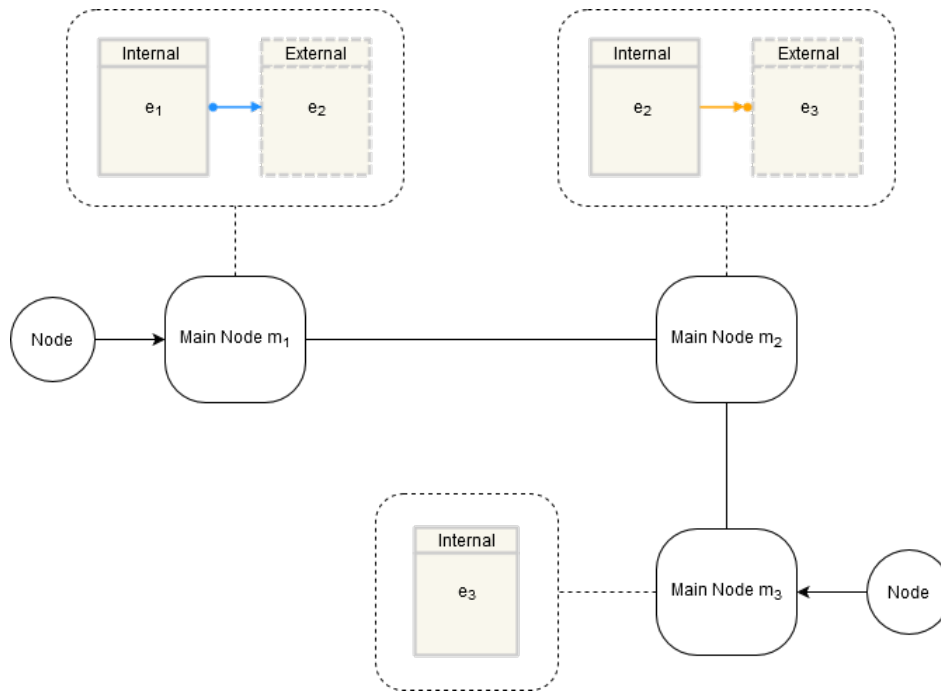 Internal
External
e₁
e₂
Internal
External
e₂
e₃
Node
Main Node m₁
Main Node m₂
Internal
e₃
Main Node m₃
Node